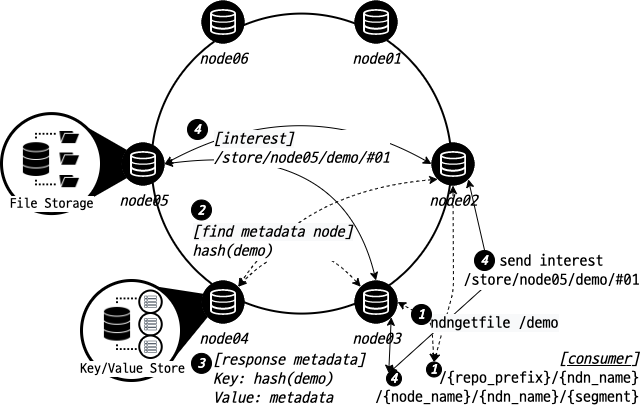 node06
node01
4
[interest]
/store/node05/demo/#01
File Storage
node05
node02
2
[find metadata node]
hash(demo)
4 send interest
/store/node05/demo/#01
Key/Value Store
node04
node03
1
ndngetfile /demo
3 [response metadata]
Key: hash(demo)
Value: metadata
[consumer]
1
/{repo_prefix}/{ndn_name}
4
/{node_name}/{ndn_name}/{segment}